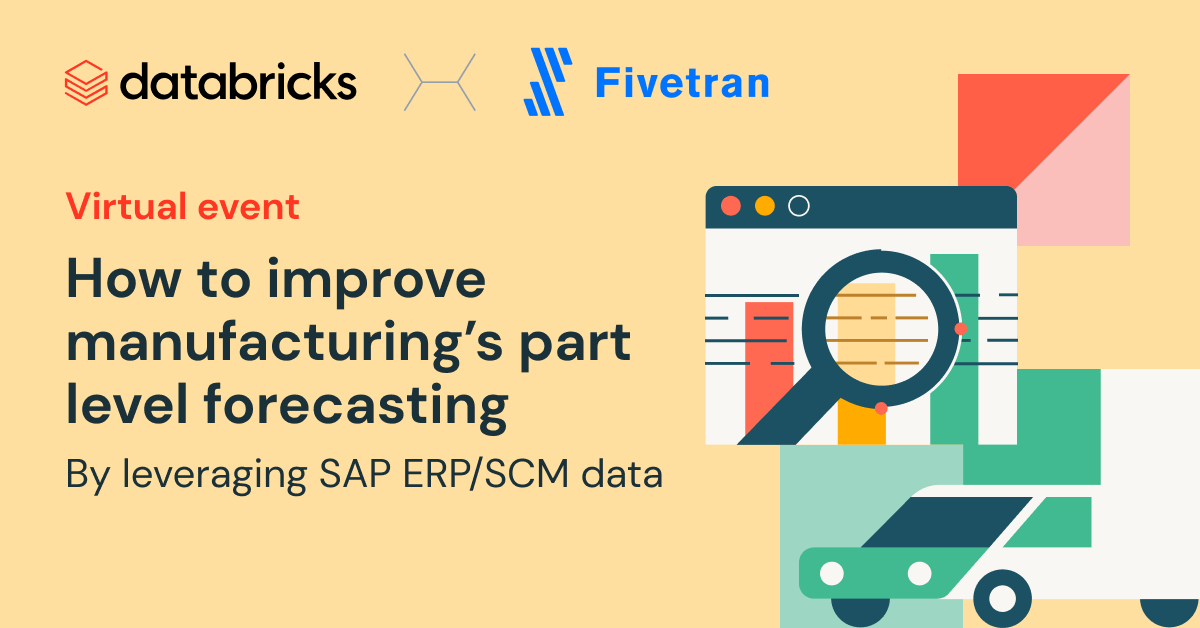 databricks
Fivetran
Virtual event
How to improve
manufacturing’s part
level forecasting
By leveraging SAP ERP/SCM data